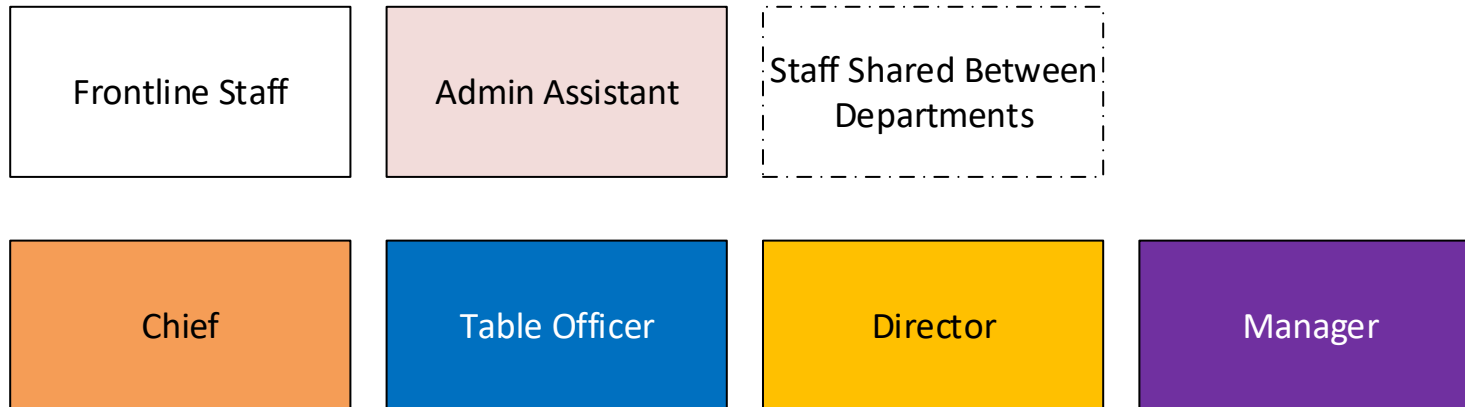 Frontline Staff
Admin Assistant
Staff Shared Between
Departments
Chief
Table Officer
Director
Manager